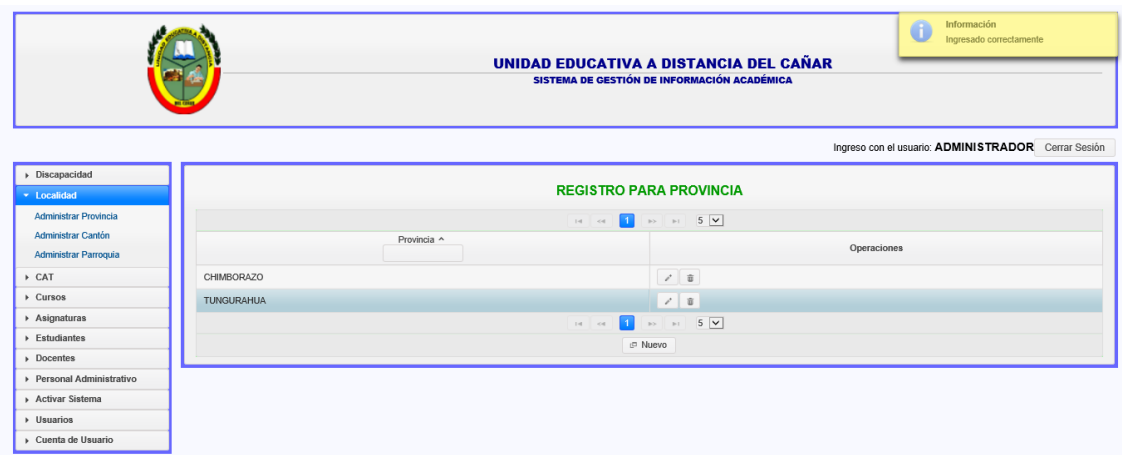 Información
Ingresado correctamente
UNIDAD EDUCATIVA A DISTANCIA DEL CAÑAR
SISTEMA DE GESTIÓN DE INFORMACIÓN ACADÉMICA
Ingreso con el usuario: ADMINISTRADOR Cerrar Sesión
Discapacidad
Localidad
Administrar Provincia
Administrar Cantón
Administrar Parroquia
CAT
Cursos
Asignaturas
Estudiantes
Docentes
Personal Administrativo
Activar Sistema
Usuarios
Cuenta de Usuario
REGISTRO PARA PROVINCIA
1 5
Provincia Operaciones
CHIMBORAZO
TUNGURAHUA
1 5
Nuevo